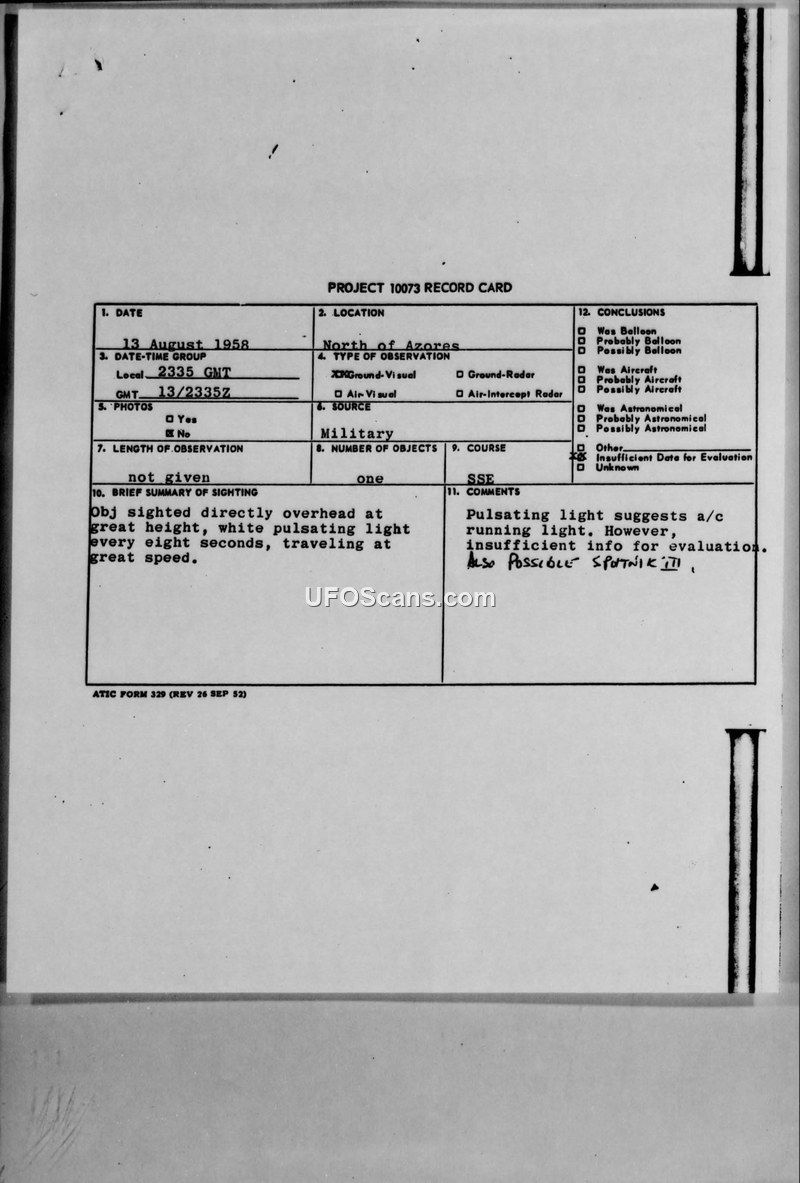 PROJECT 10073 RECORD CARD
1. DATE
13 August 1958
2. LOCATION
North of Azores
12. CONCLUSIONS
Was Balloon
Probably Balloon
Possibly Balloon
Was Aircraft
Probably Aircraft
Possibly Aircraft
Was Astronomical
Probably Astronomical
Possibly Astronomical
Other
Insufficient Data for Evaluation
Unknown
3. DATE-TIME GROUP
Local 2335 GMT
GMT 13/2335Z
4. TYPE OF OBSERVATION
XXGround-Visual Ground-Radar
Air-Visual Air-Intercept Radar
5. PHOTOS
Yes
No
6. SOURCE
Military
7. LENGTH OF OBSERVATION
not given
8. NUMBER OF OBJECTS
one
9. COURSE
SSE
10. BRIEF SUMMARY OF SIGHTING
Obj sighted directly overhead at
great height, white pulsating light
every eight seconds, traveling at
great speed.
11. COMMENTS
Pulsating light suggests a/c
running light. However,
insufficient info for evaluation.
ALSO POSSIBLE SPUTNIK III
UFOScans.com
ATIC FORM 329 (REV 26 SEP 52)